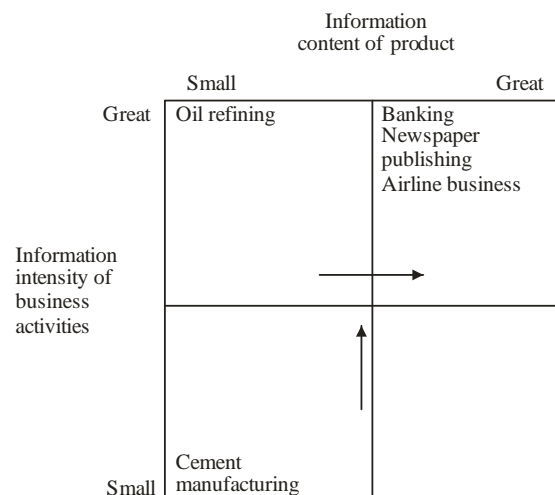 Information
content of product
Small
Great
Great
Oil refining
Banking
Newspaper
publishing
Airline business
Information
intensity of
business
activities
Cement
manufacturing
Small